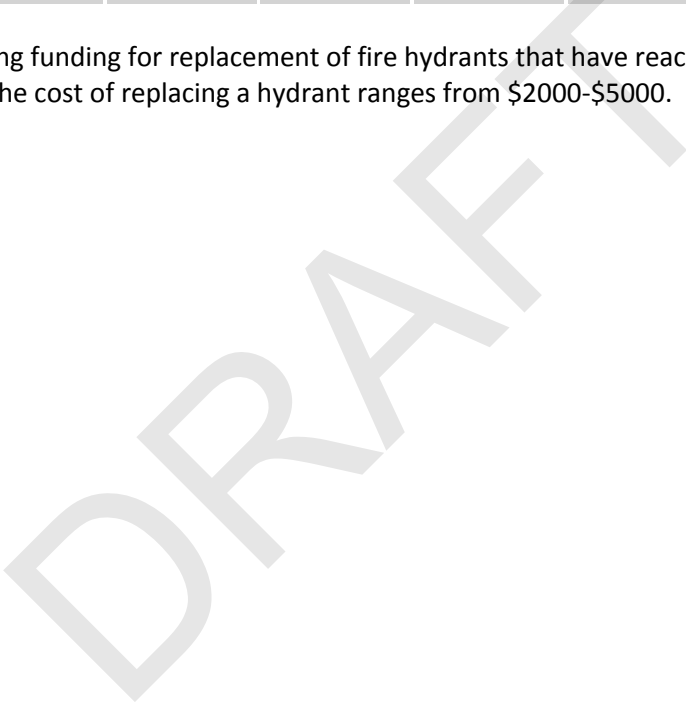 ng funding for replacement of fire hydrants that have reac
he cost of replacing a hydrant ranges from $2000-$5000.
DRAFT